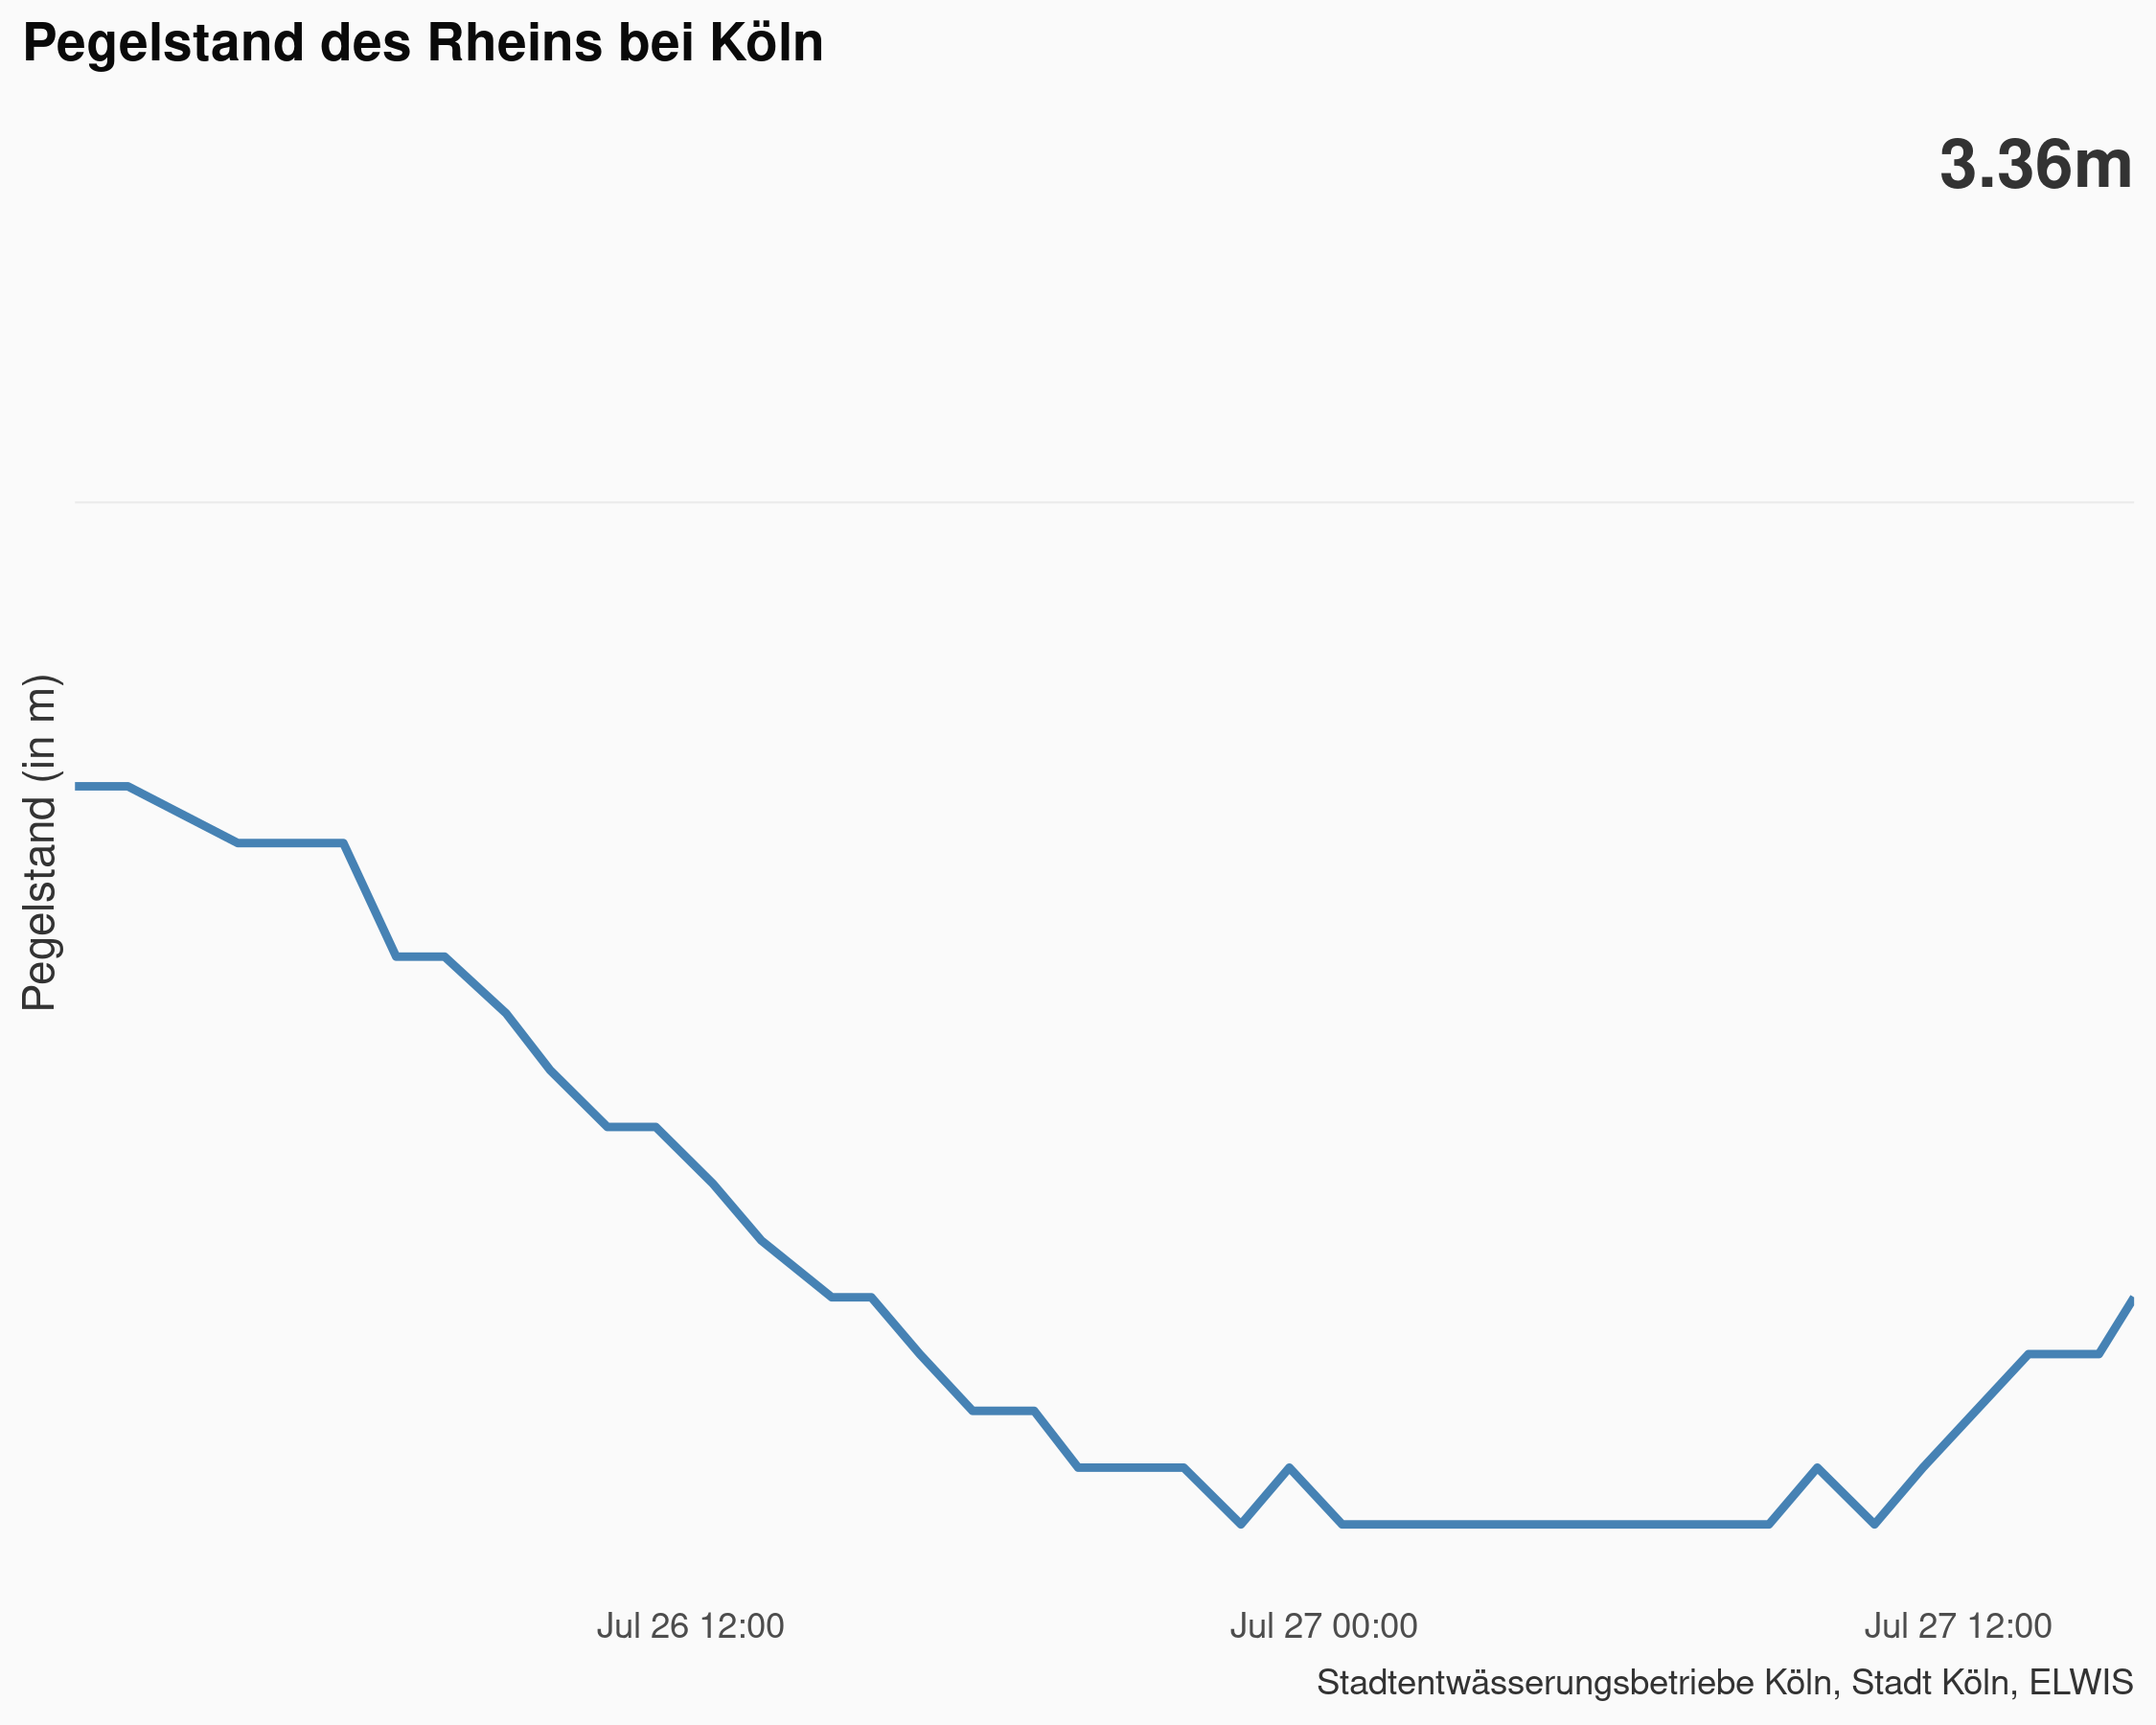 Pegelstand des Rheins bei Köln
3.36m
Pegelstand (in m)
Jul 26 12:00
Jul 27 00:00
Jul 27 12:00
Stadtentwässerungsbetriebe Köln, Stadt Köln, ELWIS